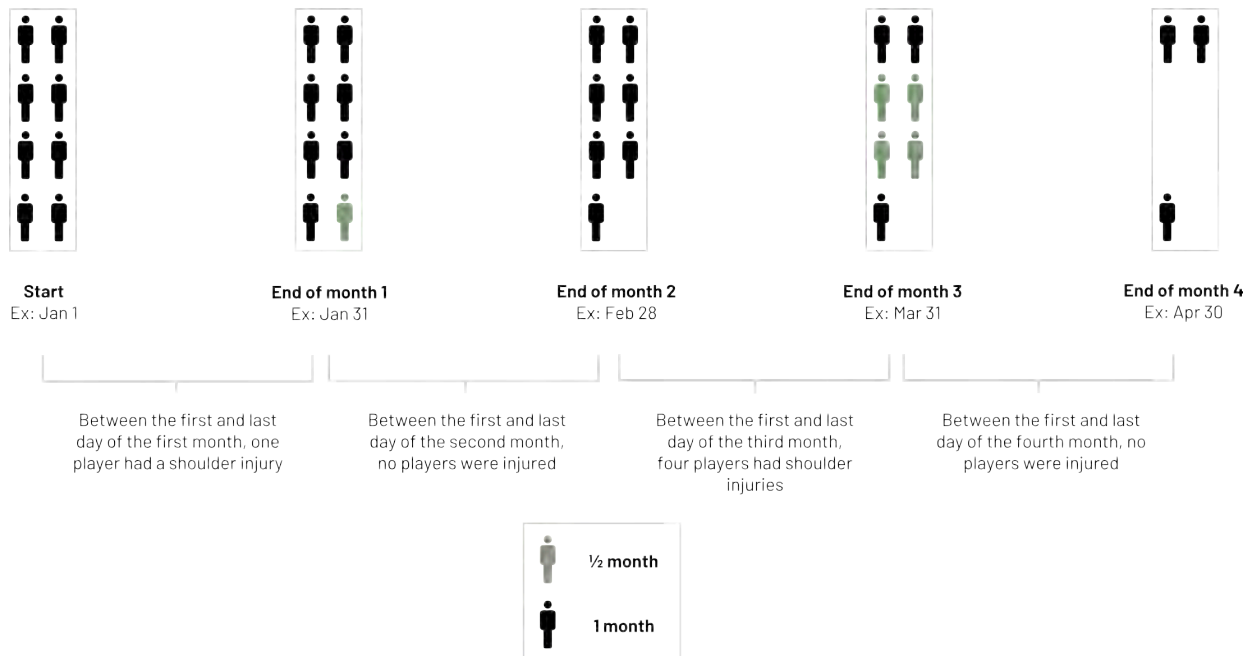 Start
Ex: Jan 1
End of month 1
Ex: Jan 31
End of month 2
Ex: Feb 28
End of month 3
Ex: Mar 31
End of month 4
Ex: Apr 30
Between the first and last
day of the first month, one
player had a shoulder injury
Between the first and last
day of the second month,
no players were injured
Between the first and last
day of the third month,
four players had shoulder
injuries
Between the first and last
day of the fourth month, no
players were injured
½ month
1 month